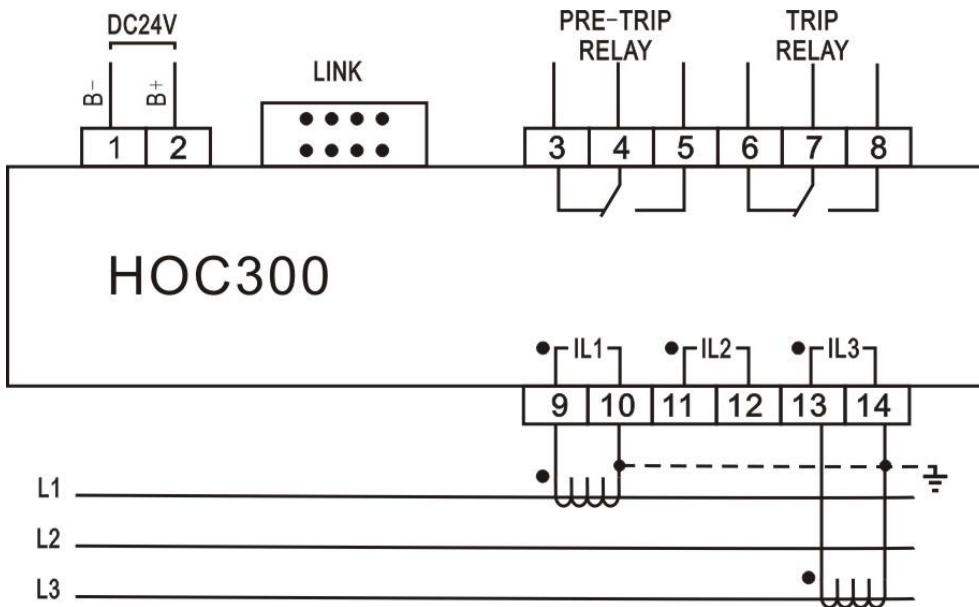 DC24V
PRE-TRIP RELAY
TRIP RELAY
LINK
B-
B+
1 2
3 4 5 6 7 8
HOC300
IL1 IL2 IL3
9 10 11 12 13 14
L1
L2
L3